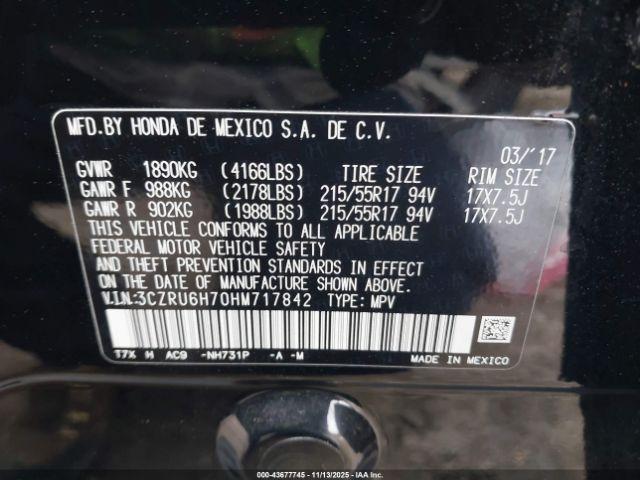 MFD. BY HONDA DE MEXICO S.A. DE C.V.
03/'17
GVWR 1890KG (4166LBS) TIRE SIZE RIM SIZE
GAWR F 988KG (2178LBS) 215/55R17 94V 17X7.5J
GAWR R 902KG (1988LBS) 215/55R17 94V 17X7.5J
THIS VEHICLE CONFORMS TO ALL APPLICABLE
FEDERAL MOTOR VEHICLE SAFETY
AND THEFT PREVENTION STANDARDS IN EFFECT
ON THE DATE OF MANUFACTURE SHOWN ABOVE.
V.I.N.:3CZRU6H70HM717842 TYPE: MPV
T7X H AC9 -NH731P -A -M
MADE IN MEXICO
000-43677745 - 11/13/2025 - IAA Inc.